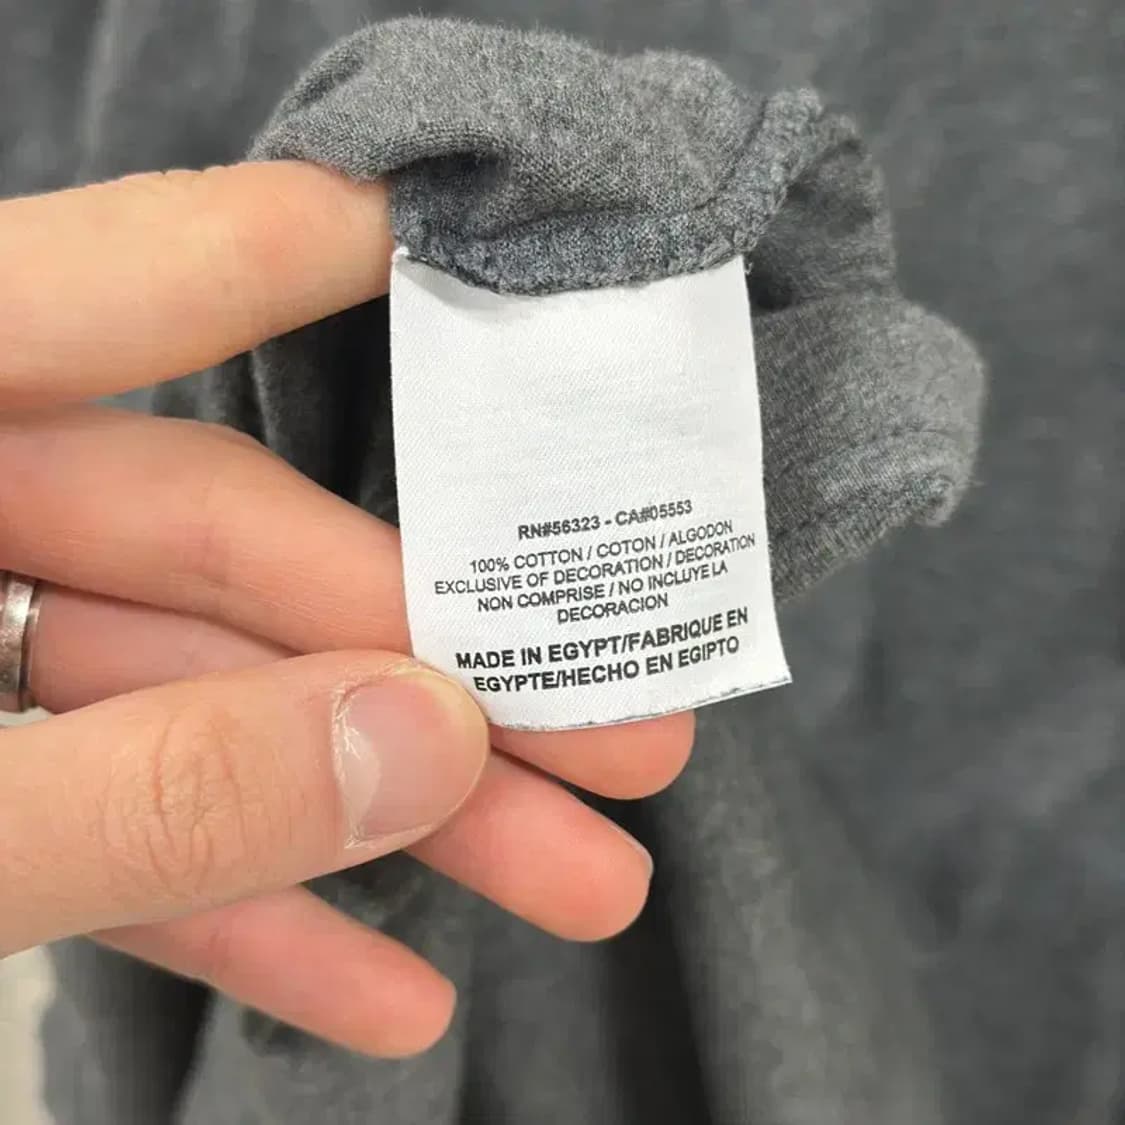 RN#56323 - CA#05553
100% COTTON / COTON / ALGODON
EXCLUSIVE OF DECORATION / DECORATION
NON COMPRISE / NO INCLUYE LA
DECORACION
MADE IN EGYPT/FABRIQUE EN
EGYPTE/HECHO EN EGIPTO